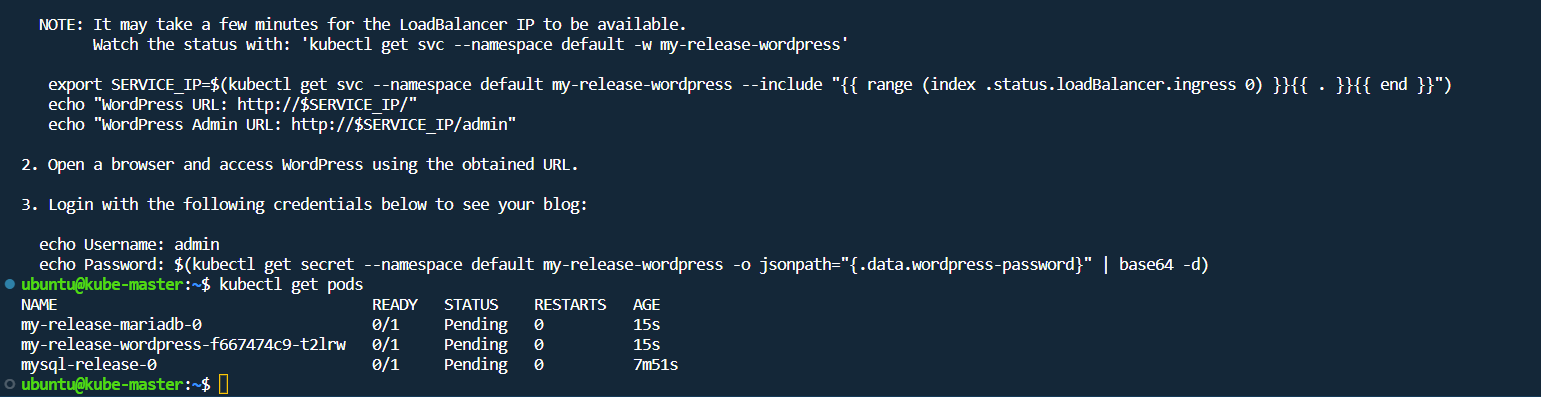 NOTE: It may take a few minutes for the LoadBalancer IP to be available.
Watch the status with: 'kubectl get svc --namespace default -w my-release-wordpress'
export SERVICE_IP=$(kubectl get svc --namespace default my-release-wordpress --include "{{ range (index .status.loadBalancer.ingress 0) }}{{ . }}{{ end }}")
echo "WordPress URL: http://$SERVICE_IP/"
echo "WordPress Admin URL: http://$SERVICE_IP/admin"
2. Open a browser and access WordPress using the obtained URL.
3. Login with the following credentials below to see your blog:
echo Username: admin
echo Password: $(kubectl get secret --namespace default my-release-wordpress -o jsonpath="{.data.wordpress-password}" | base64 -d)
ubuntu@kube-master:~$ kubectl get pods
NAME READY STATUS RESTARTS AGE
my-release-mariadb-0 0/1 Pending 0 15s
my-release-wordpress-f667474c9-t2lrw 0/1 Pending 0 15s
mysql-release-0 0/1 Pending 0 7m51s
ubuntu@kube-master:~$